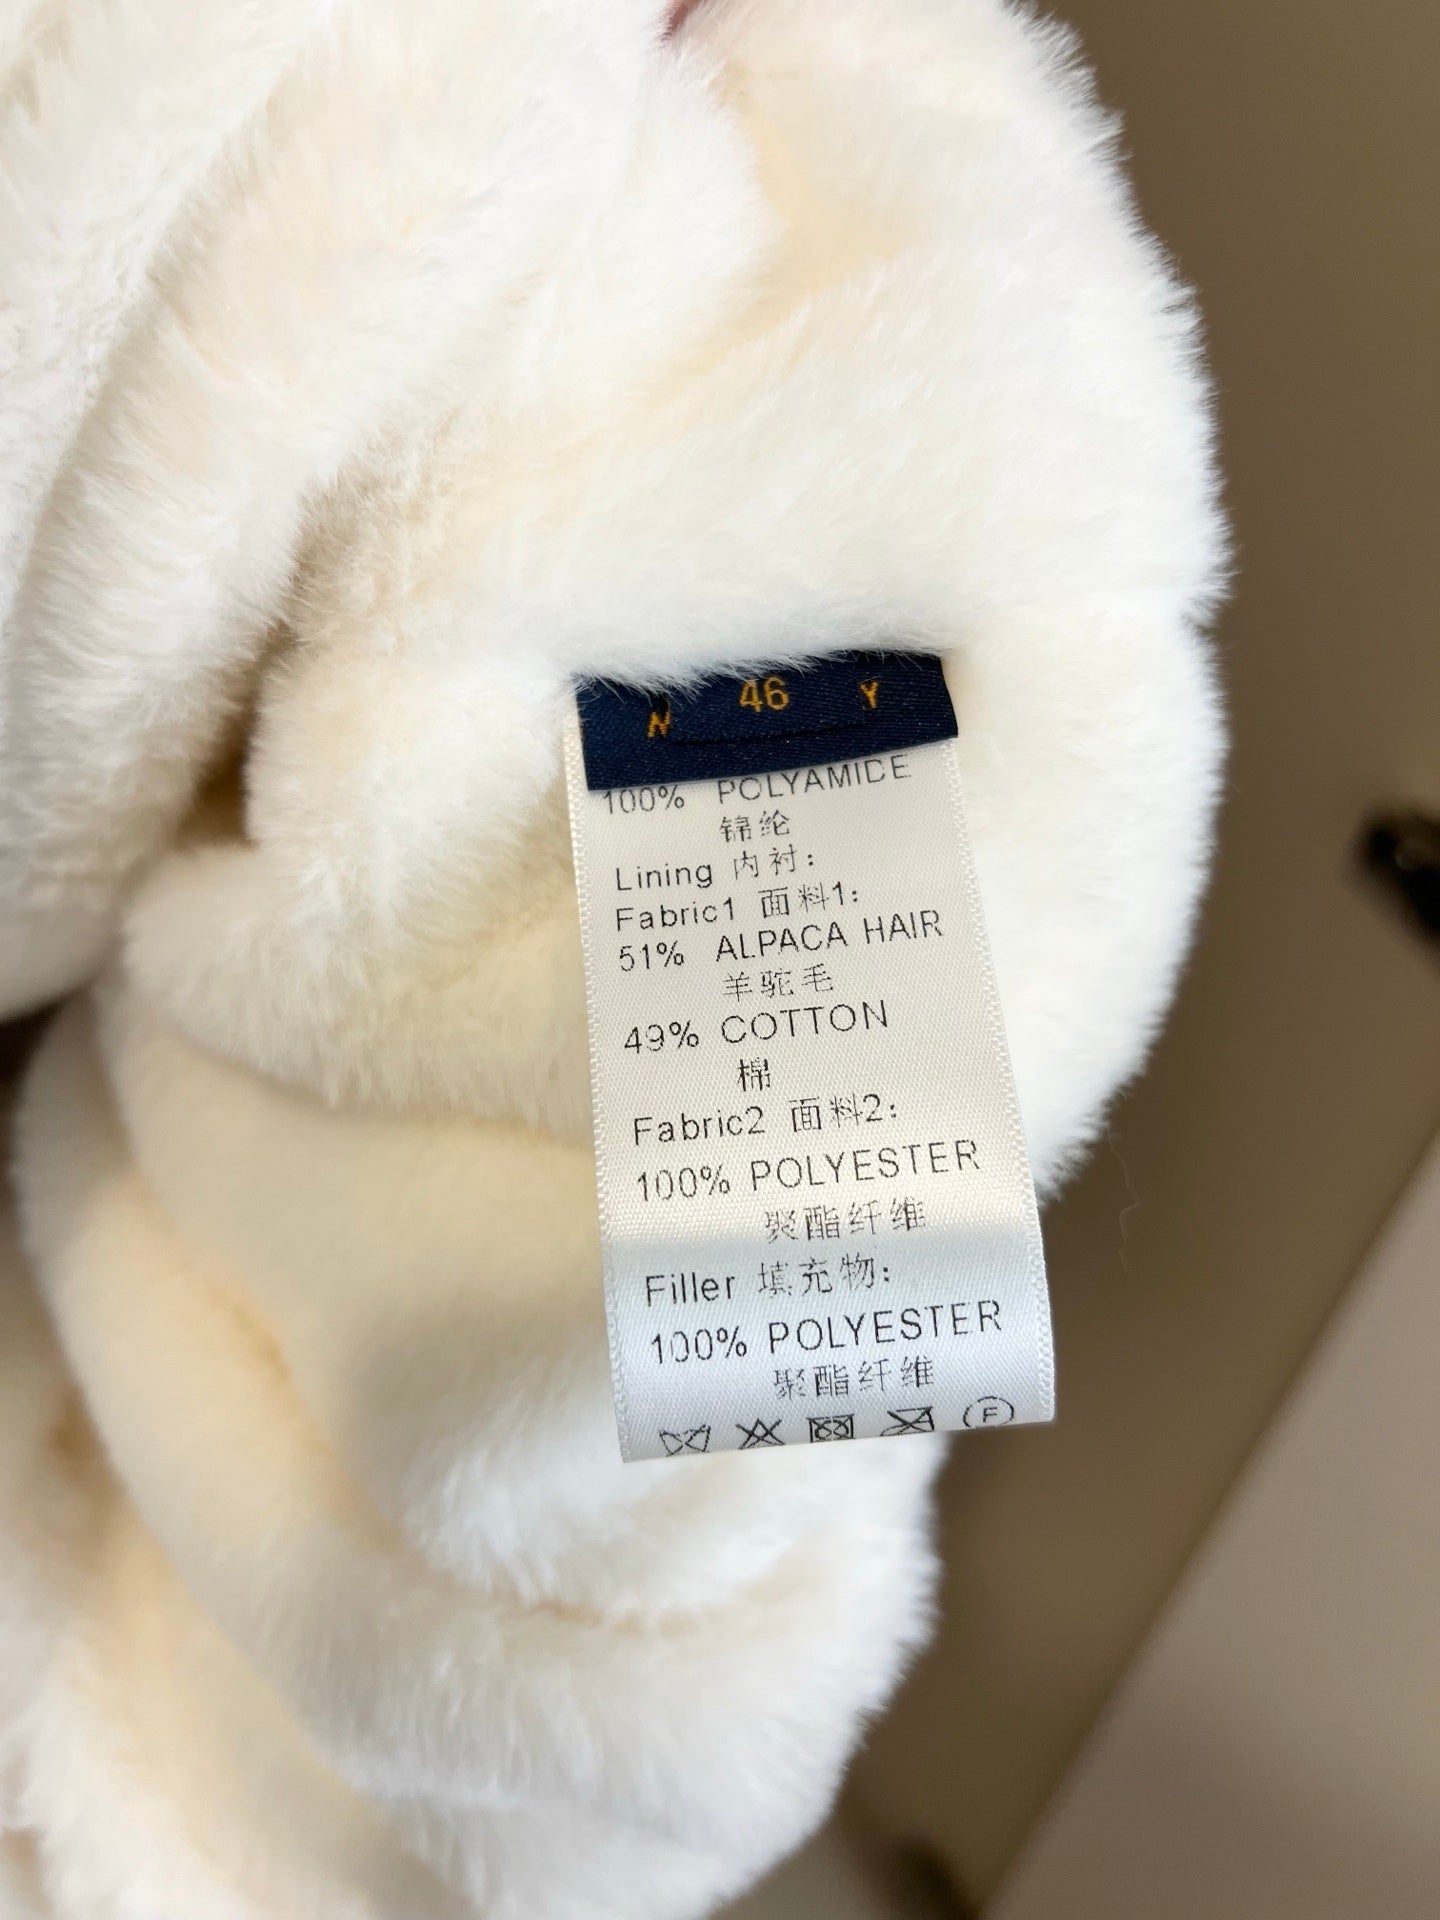 N 46 Y
100% POLYAMIDE
锦纶
Lining 内衬:
Fabric1 面料1:
51% ALPACA HAIR
羊驼毛
49% COTTON
棉
Fabric2 面料2:
100% POLYESTER
聚酯纤维
Filler 填充物:
100% POLYESTER
聚酯纤维
F